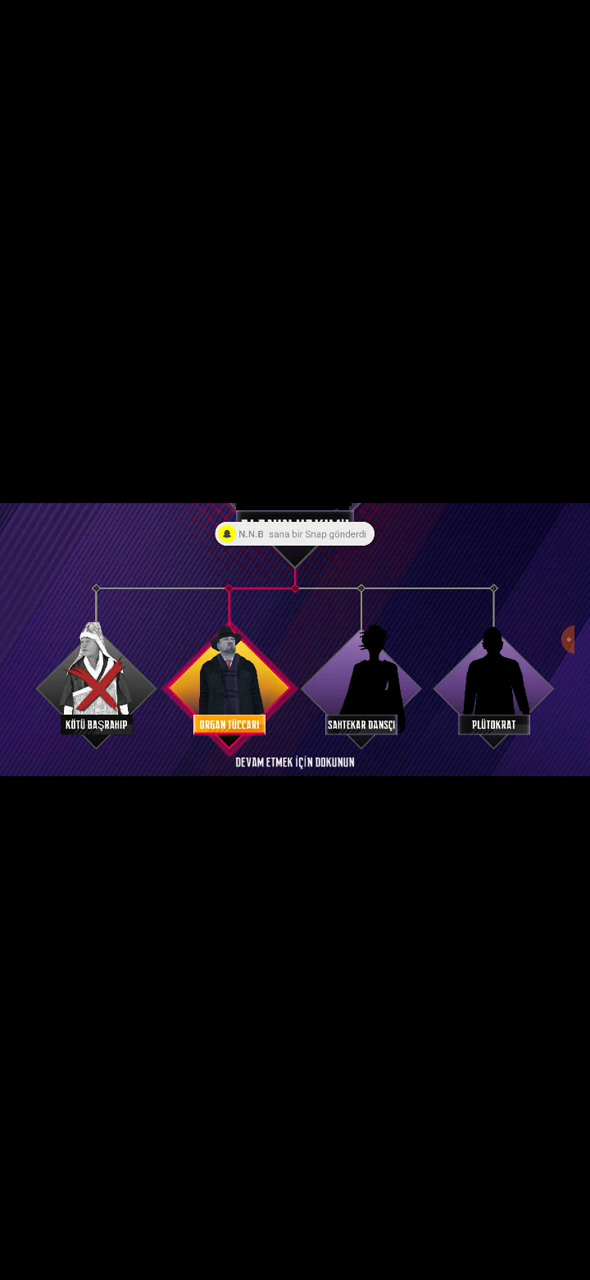 N.N.B sana bir Snap gönderdi
KÖTÜ BAŞRAHİP
ORGAN TÜCCARI
SAHTEKAR DANSÇI
PLÜTOKRAT
DEVAM ETMEK İÇİN DOKUNUN